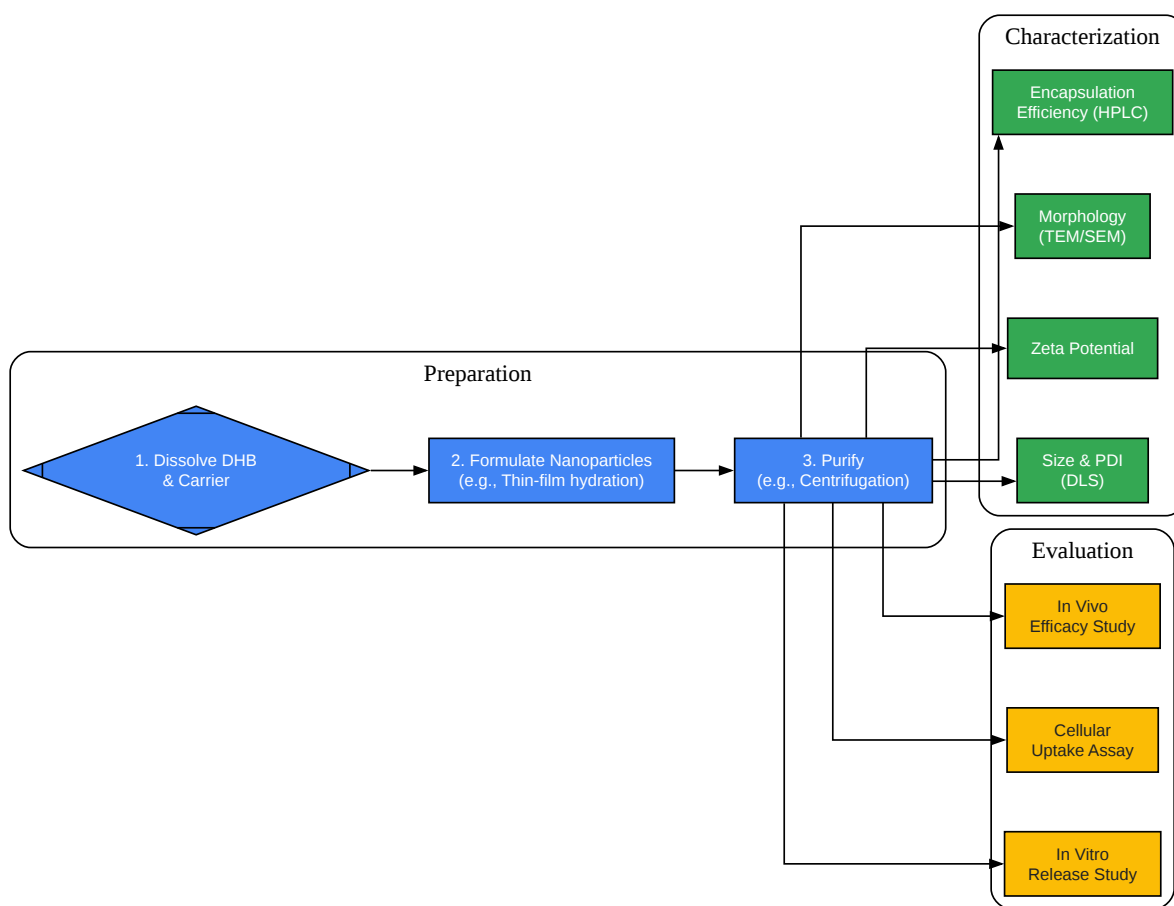 Characterization
Encapsulation
Efficiency (HPLC)
Morphology
(TEM/SEM)
Zeta Potential
Size & PDI
(DLS)
Preparation
1. Dissolve DHB
& Carrier
2. Formulate Nanoparticles
(e.g., Thin-film hydration)
3. Purify
(e.g., Centrifugation)
Evaluation
In Vivo
Efficacy Study
Cellular
Uptake Assay
In Vitro
Release Study